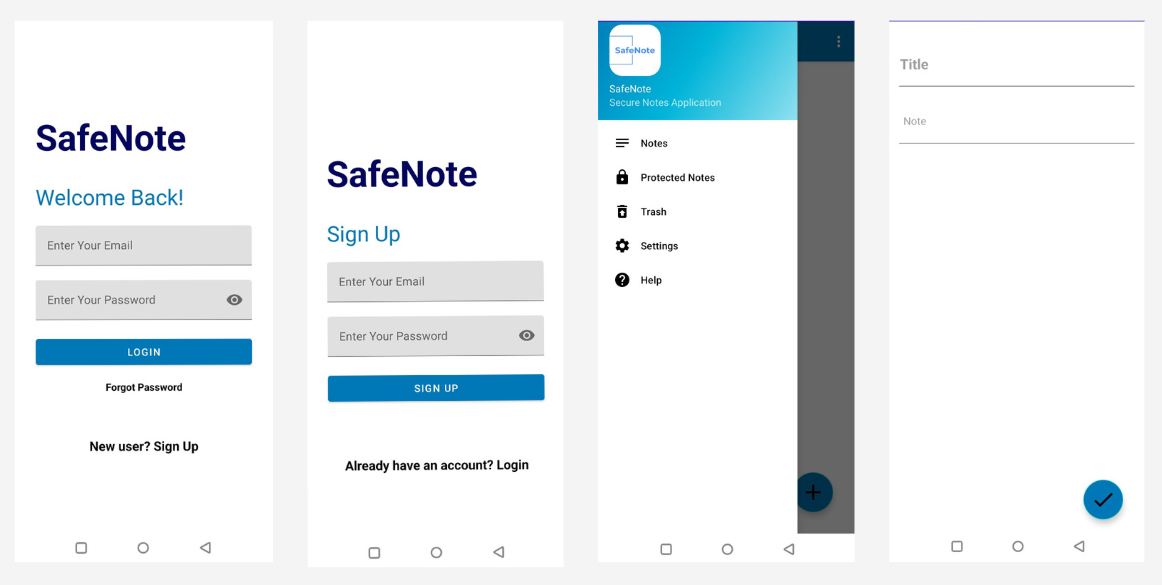 SafeNote
Welcome Back!
Enter Your Email
Enter Your Password
LOGIN
Forgot Password
New user? Sign Up
SafeNote
Sign Up
Enter Your Email
Enter Your Password
SIGN UP
Already have an account? Login
SafeNote
SafeNote
Secure Notes Application
Notes
Protected Notes
Trash
Settings
Help
Title
Note